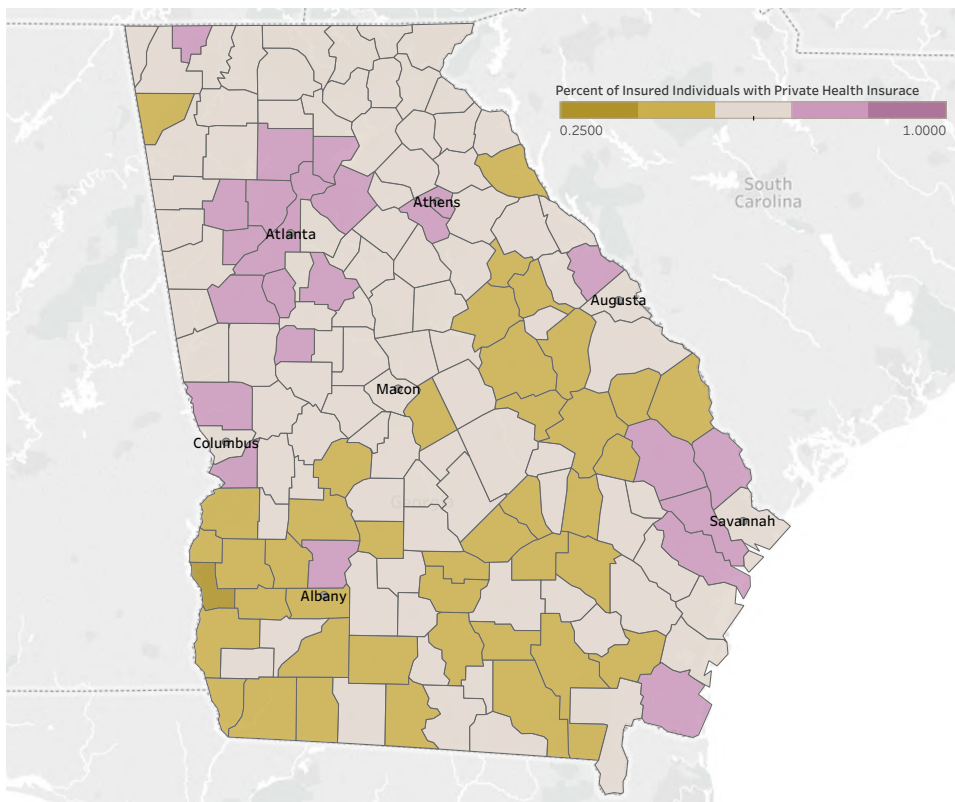 Percent of Insured Individuals with Private Health Insurace
0.2500 1.0000
South
Carolina
Athens
Atlanta
Augusta
Macon
Columbus
Georgia
Savannah
Albany